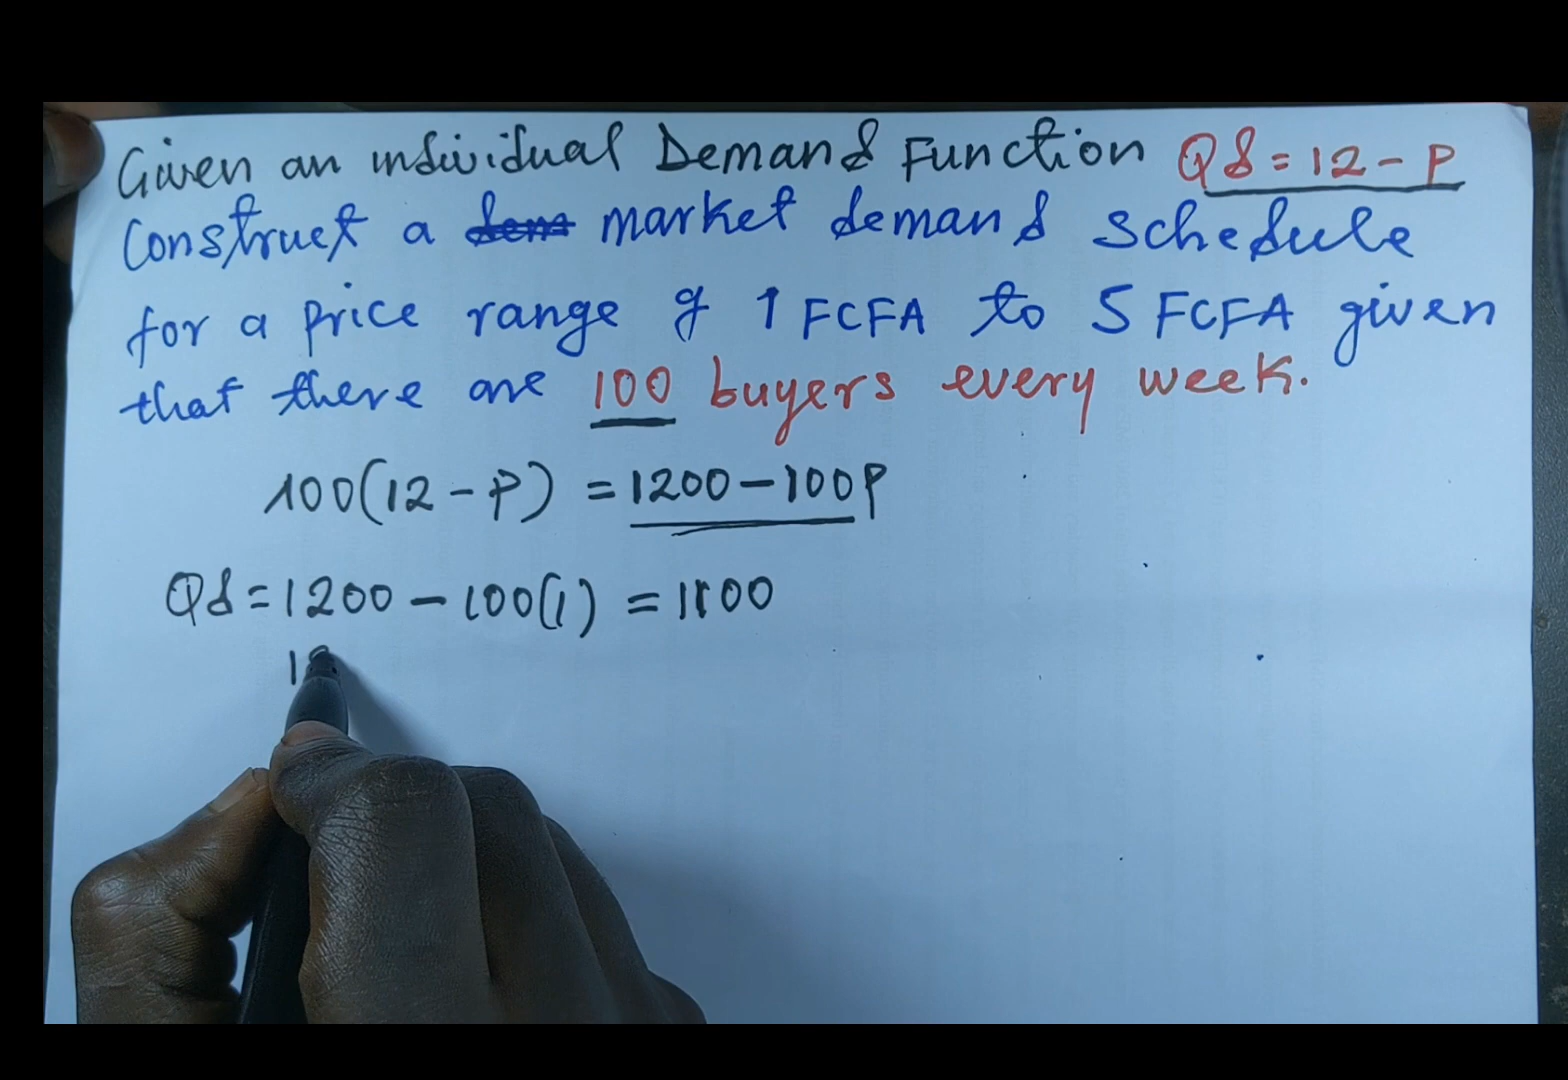 Given an individual Demand Function Qd = 12 - P
Construct a dem market demand schedule
for a price range of 1 FCFA to 5 FCFA given
that there are 100 buyers every week.
100(12 - P) = 1200 - 100P
Qd = 1200 - 100(1) = 1100